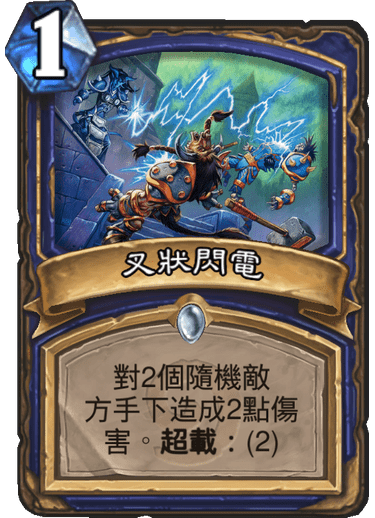 1
叉狀閃電
對2個隨機敵
方手下造成2點傷
害。超載：(2)